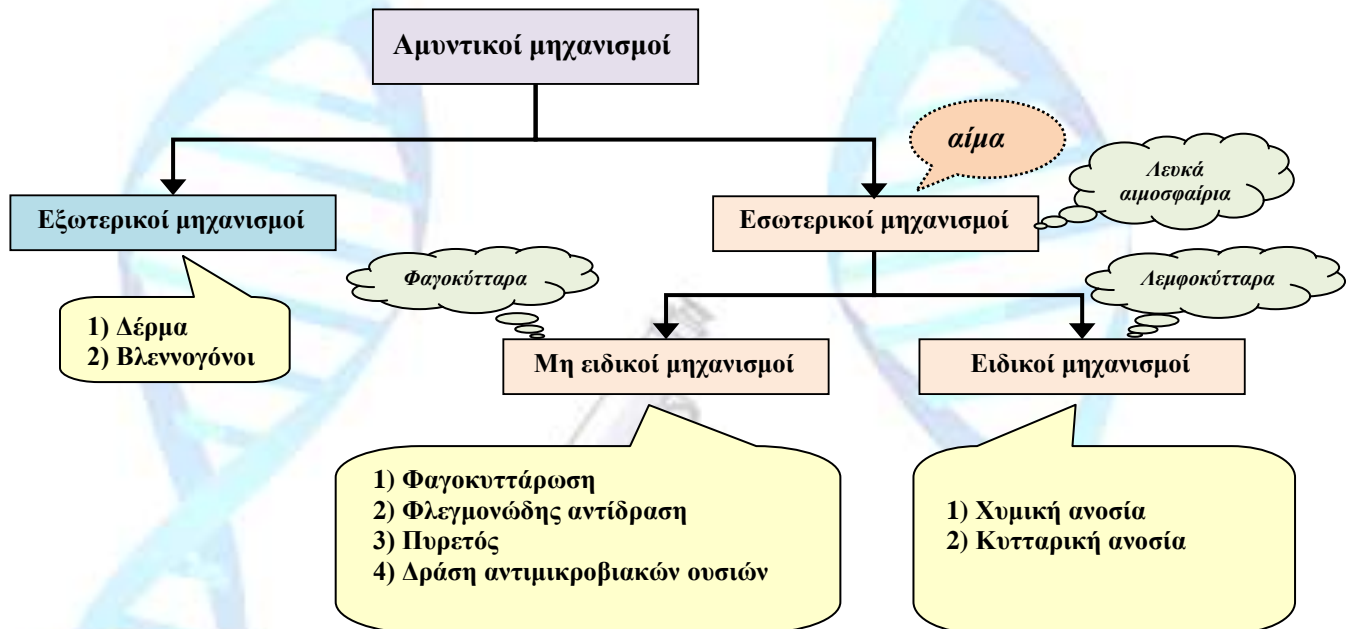 Αμυντικοί μηχανισμοί
αίμα
Λευκά
αιμοσφαίρια
Εξωτερικοί μηχανισμοί
Εσωτερικοί μηχανισμοί
Φαγοκύτταρα
Λεμφοκύτταρα
1) Δέρμα
2) Βλεννογόνοι
Μη ειδικοί μηχανισμοί
Ειδικοί μηχανισμοί
1) Φαγοκυττάρωση
2) Φλεγμονώδης αντίδραση
3) Πυρετός
4) Δράση αντιμικροβιακών ουσιών
1) Χυμική ανοσία
2) Κυτταρική ανοσία